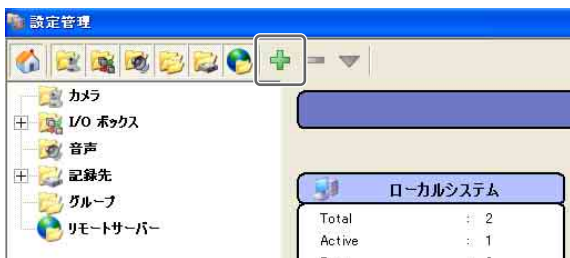 設定管理
カメラ
I/O ボックス
音声
記録先
グループ
リモートサーバー
ローカルシステム
Total : 2
Active : 1